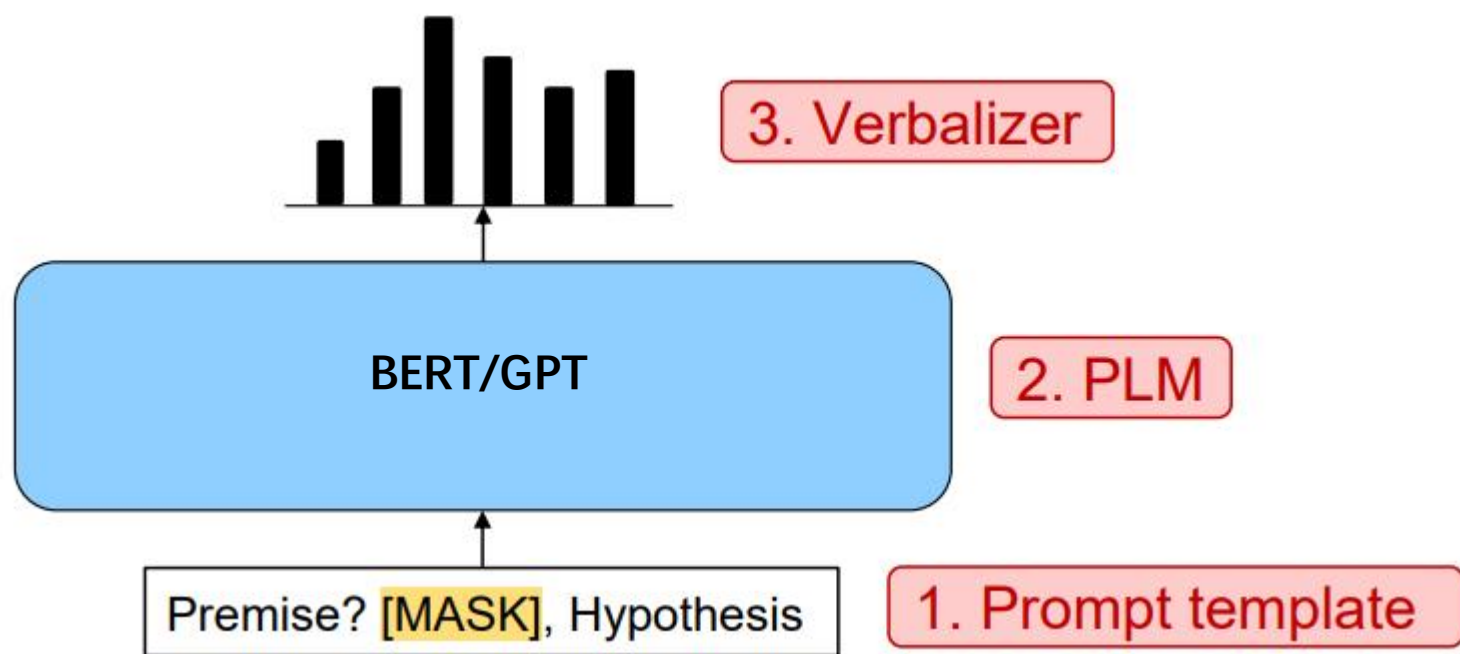 3. Verbalizer
BERT/GPT
2. PLM
Premise? [MASK], Hypothesis
1. Prompt template